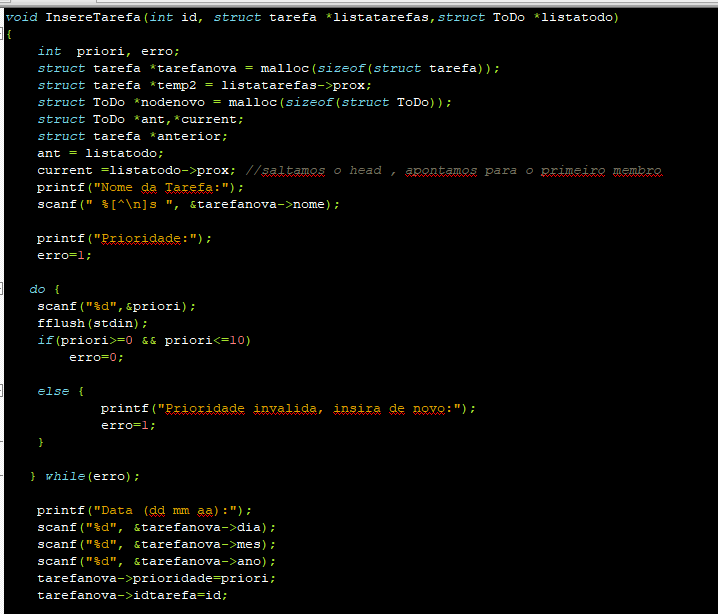 void InsereTarefa(int id, struct tarefa *listatarefas,struct ToDo *listatodo)
{
    int  priori, erro;
    struct tarefa *tarefanova = malloc(sizeof(struct tarefa));
    struct tarefa *temp2 = listatarefas->prox;
    struct ToDo *nodenovo = malloc(sizeof(struct ToDo));
    struct ToDo *ant,*current;
    struct tarefa *anterior;
    ant = listatodo;
    current =listatodo->prox; //saltamos o head , apontamos para o primeiro membro
    printf("Nome da Tarefa:");
    scanf(" %[^\n]s ", &tarefanova->nome);

    printf("Prioridade:");
    erro=1;

   do {
    scanf("%d",&priori);
    fflush(stdin);
    if(priori>=0 && priori<=10)
        erro=0;

    else {
            printf("Prioridade invalida, insira de novo:");
            erro=1;
    }

   } while(erro);

    printf("Data (dd mm aa):");
    scanf("%d", &tarefanova->dia);
    scanf("%d", &tarefanova->mes);
    scanf("%d", &tarefanova->ano);
    tarefanova->prioridade=priori;
    tarefanova->idtarefa=id;